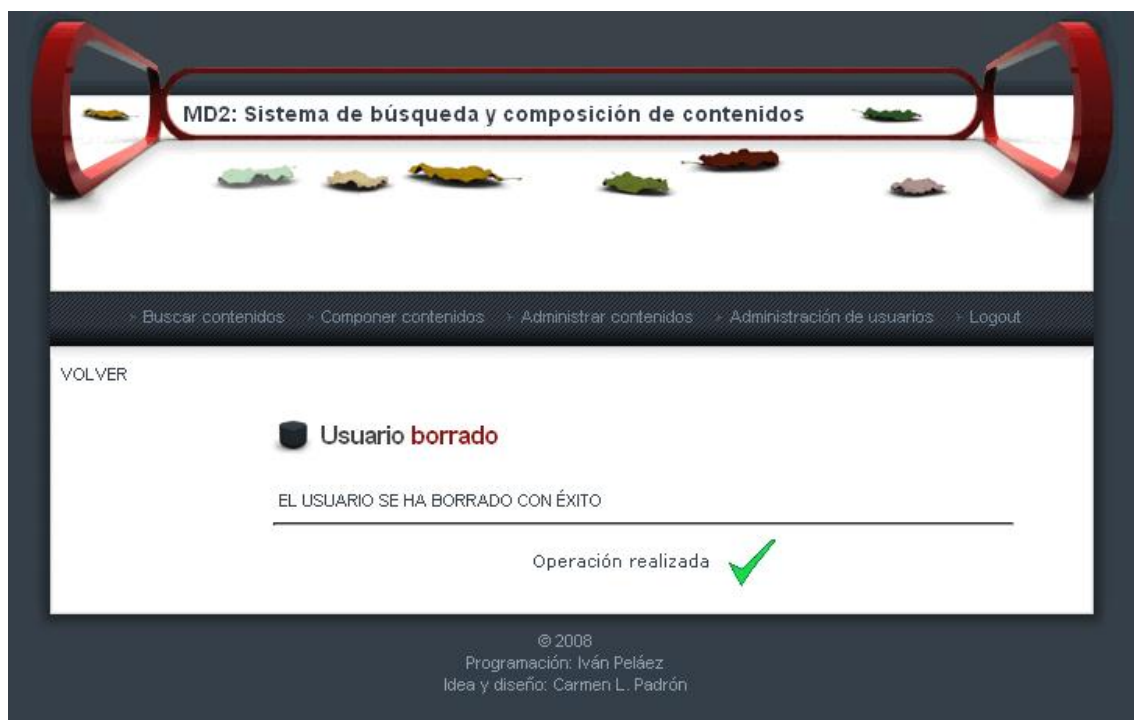 MD2: Sistema de búsqueda y composición de contenidos
Buscar contenidos Componer contenidos Administrar contenidos Administración de usuarios Logout
VOLVER
Usuario borrado
EL USUARIO SE HA BORRADO CON ÉXITO
Operación realizada
© 2008
Programación: Iván Peláez
Idea y diseño: Carmen L. Padrón